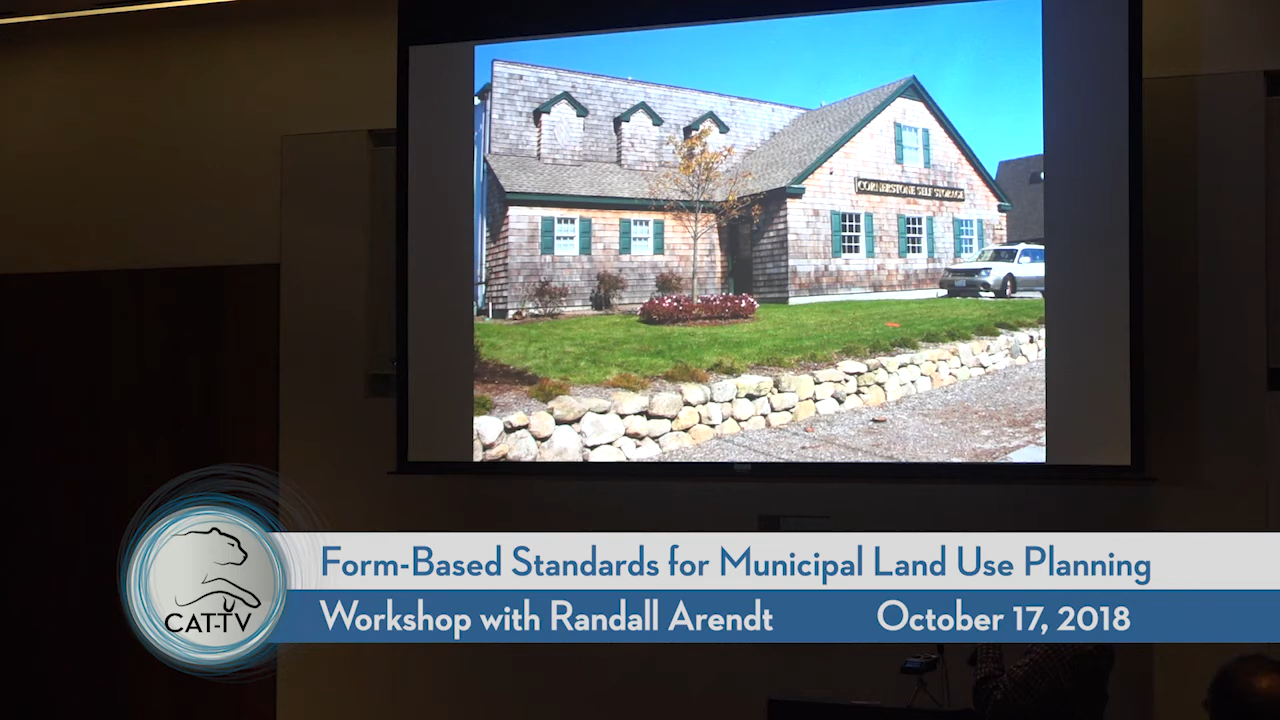 CORNERSTONE SELF STORAGE
Form-Based Standards for Municipal Land Use Planning
Workshop with Randall Arendt
October 17, 2018
CAT-TV